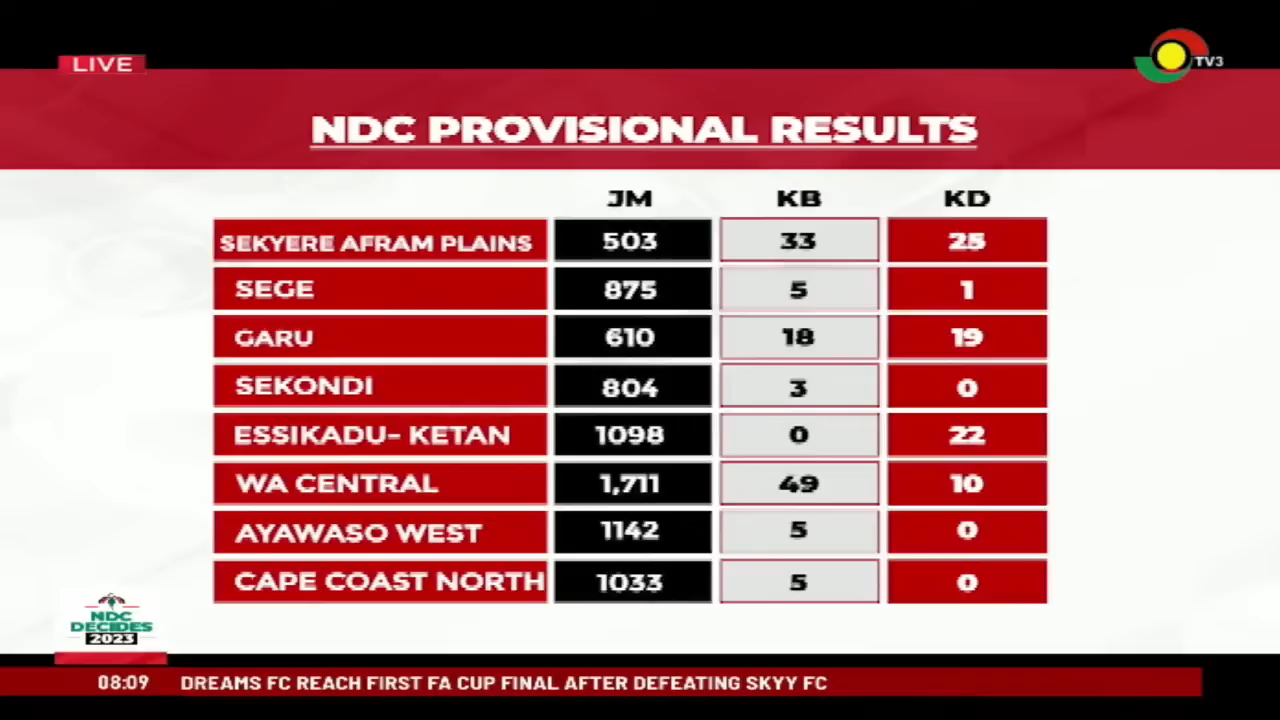 LIVE
TV3
NDC PROVISIONAL RESULTS
JM KB KD
SEKYERE AFRAM PLAINS 503 33 25
SEGE 875 5 1
GARU 610 18 19
SEKONDI 804 3 0
ESSIKADU- KETAN 1098 0 22
WA CENTRAL 1,711 49 10
AYAWASO WEST 1142 5 0
CAPE COAST NORTH 1033 5 0
NDC
DECIDES
2023
08:09 DREAMS FC REACH FIRST FA CUP FINAL AFTER DEFEATING SKYY FC